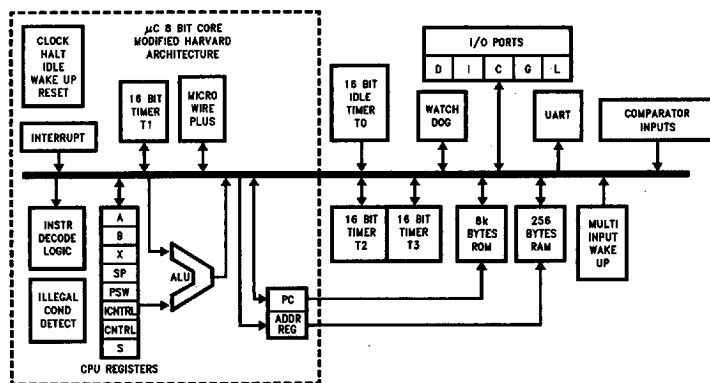 μC 8 BIT CORE
MODIFIED HARVARD
ARCHITECTURE
CLOCK
HALT
IDLE
WAKE UP
RESET
INTERRUPT
16 BIT
TIMER
T1
MICRO
WIRE
PLUS
16 BIT
IDLE
TIMER
T0
WATCH
DOG
I/O PORTS
D I C G L
UART
COMPARATOR
INPUTS
INSTR
DECODE
LOGIC
ILLEGAL
COND
DETECT
A
B
X
SP
PSW
ICNTRL
CNTRL
S
CPU REGISTERS
ALU
PC
ADDR
REG
16 BIT
TIMER
T2
16 BIT
TIMER
T3
8k
BYTES
ROM
256
BYTES
RAM
MULTI
INPUT
WAKE
UP